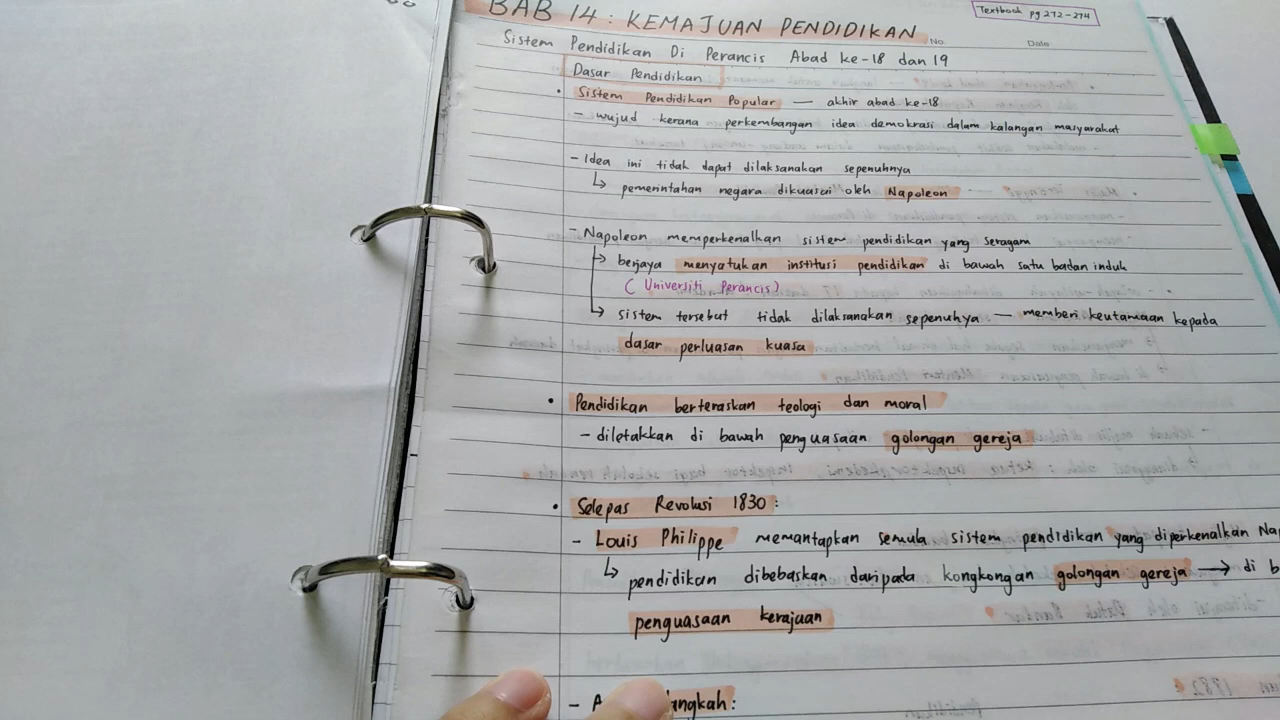 BAB 14: KEMAJUAN PENDIDIKAN
Textbook pg 272-274
No.
Date
Sistem Pendidikan Di Perancis Abad ke-18 dan 19
Dasar Pendidikan
• Sistem Pendidikan Popular — akhir abad ke-18
- wujud kerana perkembangan idea demokrasi dalam kalangan masyarakat
- Idea ini tidak dapat dilaksanakan sepenuhnya
↳ pemerintahan negara dikuasai oleh Napoleon
- Napoleon memperkenalkan sistem pendidikan yang seragam
↳ berjaya menyatukan institusi pendidikan di bawah satu badan induk
(Universiti Perancis)
↳ sistem tersebut tidak dilaksanakan sepenuhya — memberi keutamaan kepada
dasar perluasan kuasa
• Pendidikan berteraskan teologi dan moral
- diletakkan di bawah penguasaan golongan gereja
• Selepas Revolusi 1830:
- Louis Philippe memantapkan semula sistem pendidikan yang diperkenalkan Na
↳ pendidikan dibebaskan daripada kongkongan golongan gereja → di b
penguasaan kerajaan
- A angkah: